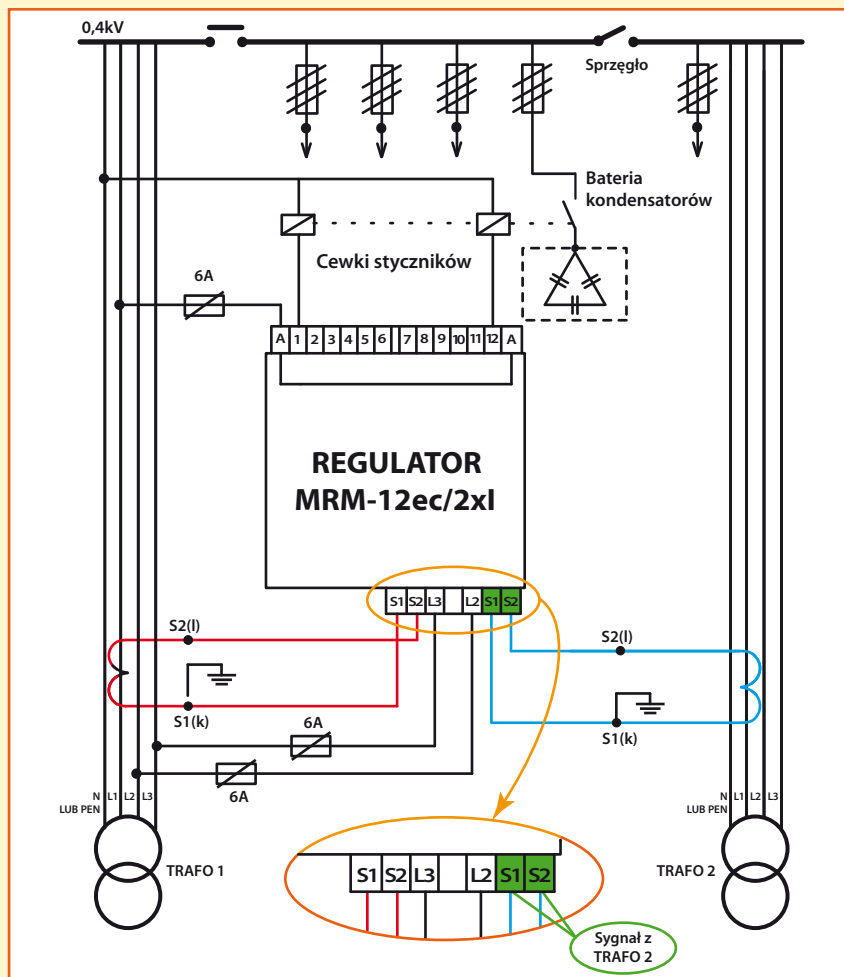 0,4kV
Sprzęgło
Bateria
kondensatorów
Cewki styczników
6A
A 1 2 3 4 5 6 7 8 9 10 11 12 A
REGULATOR
MRM-12ec/2xI
S1 S2 L3 L2 S1 S2
S2(l)
S1(k)
S2(l)
S1(k)
6A
6A
N L1 L2 L3
LUB PEN
TRAFO 1
N L1 L2 L3
LUB PEN
TRAFO 2
S1 S2 L3 L2 S1 S2
Sygnał z
TRAFO 2